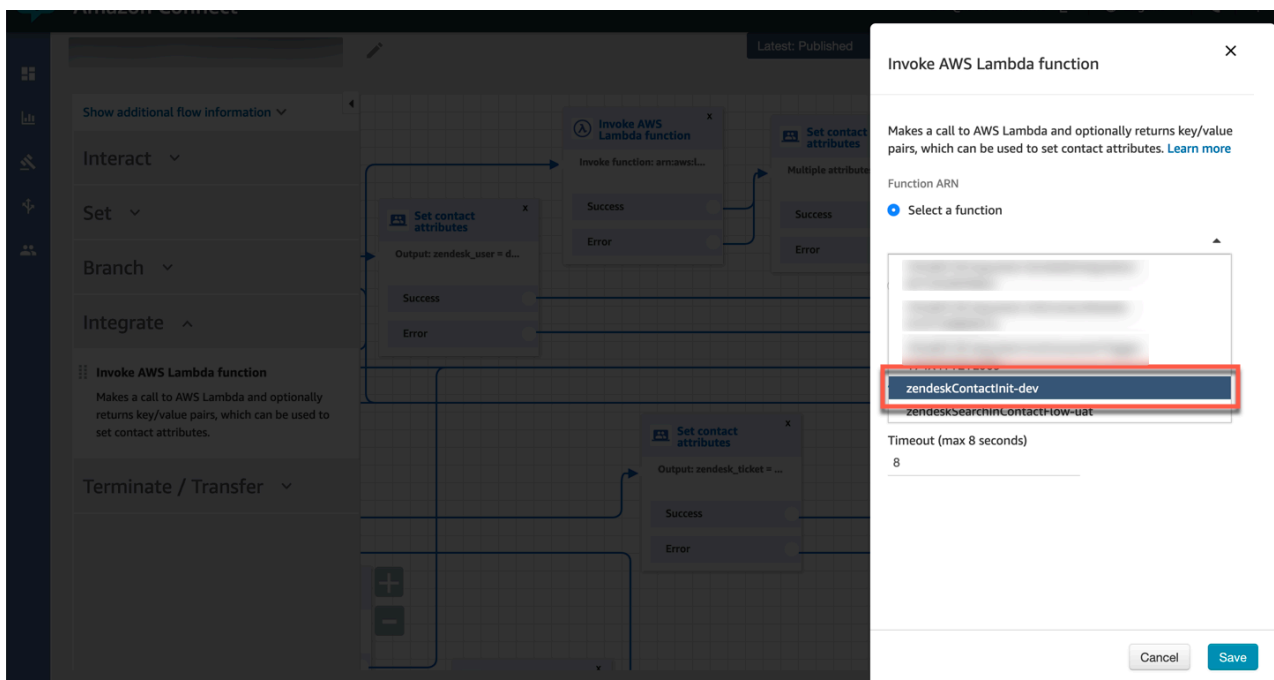 Amazon Connect
Latest: Published
Show additional flow information
Interact
Set
Branch
Integrate
Invoke AWS Lambda function
Makes a call to AWS Lambda and optionally
returns key/value pairs, which can be used to
set contact attributes.
Terminate / Transfer
Set contact
attributes
x
Output: zendesk_user = d...
Success
Error
Invoke AWS
Lambda function
x
Invoke function: arn:aws:l...
Success
Error
Set contact
attributes
Multiple attribute
Success
Error
Set contact
attributes
x
Output: zendesk_ticket = ...
Success
Error
x
Invoke AWS Lambda function
Makes a call to AWS Lambda and optionally returns key/value
pairs, which can be used to set contact attributes. Learn more
Function ARN
Select a function
zendeskContactInit-dev
zendeskSearchInContactFlow-uat
Timeout (max 8 seconds)
8
Cancel
Save